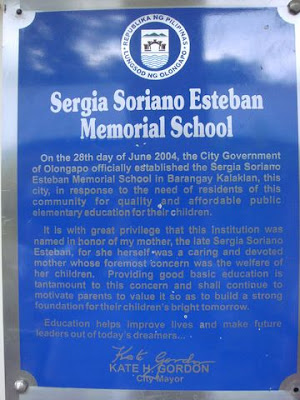 REPUBLIKA NG PILIPINAS
LUNGSOD NG OLONGAPO
Sergia Soriano Esteban
Memorial School
On the 28th day of June 2004, the City Government
of Olongapo officially established the Sergia Soriano
Esteban Memorial School in Barangay Kalaklan, this
city, in response to the need of residents of this
community for quality and affordable public
elementary education for their children.
It is with great privilege that this Institution was
named in honor of my mother, the late Sergia Soriano
Esteban, for she herself was a caring and devoted
mother whose foremost concern was the welfare of
her children. Providing good basic education is
tantamount to this concern and shall continue to
motivate parents to value it so as to build a strong
foundation for their children's bright tomorrow.
Education helps improve lives and make future
leaders out of today's dreamers...
Kate Gordon
KATE H. GORDON
City Mayor